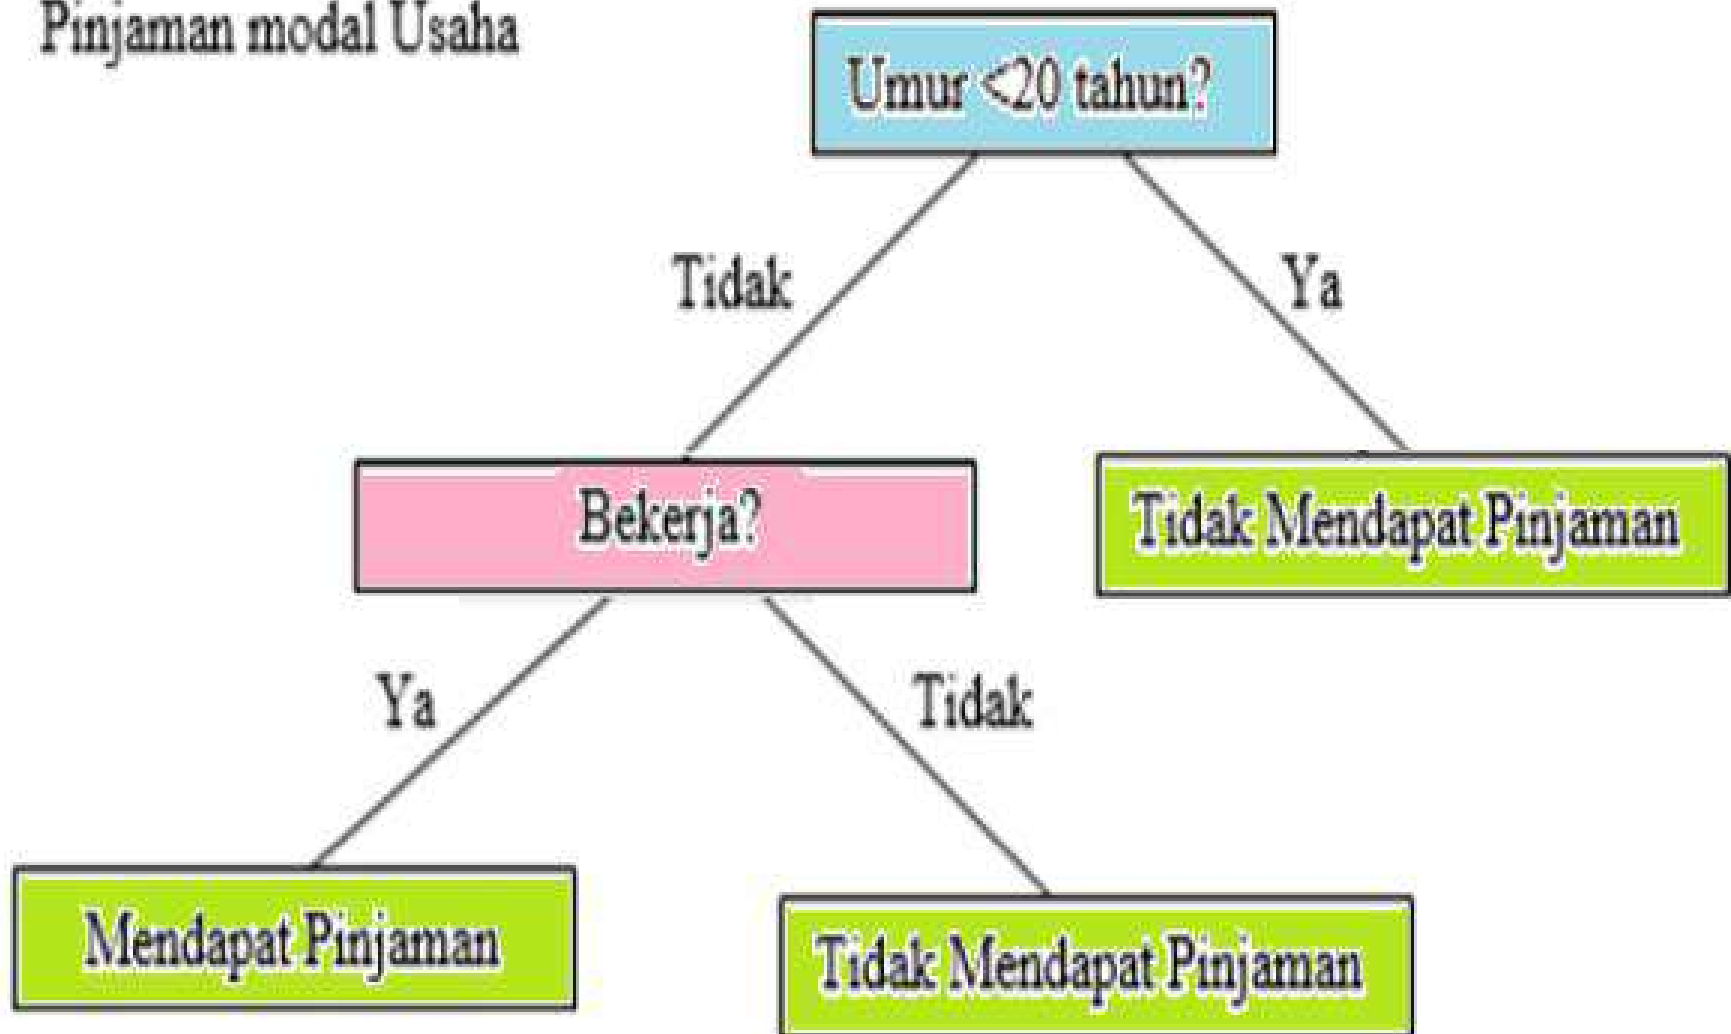 Pinjaman modal Usaha
Umur <20 tahun?
Tidak
Ya
Bekerja?
Tidak Mendapat Pinjaman
Ya
Tidak
Mendapat Pinjaman
Tidak Mendapat Pinjaman